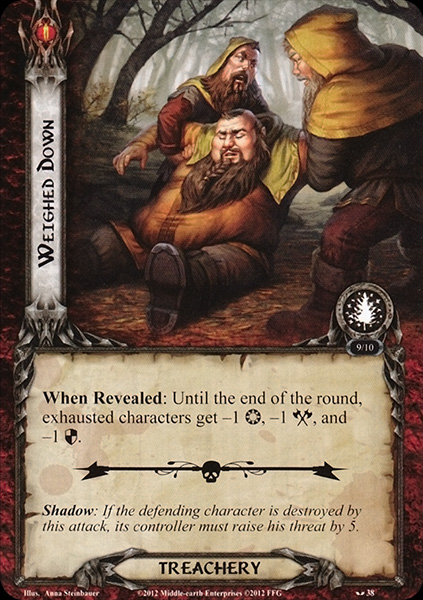 WEIGHED DOWN
9/10
When Revealed: Until the end of the round,
exhausted characters get –1 , –1 , and
–1 .
Shadow: If the defending character is destroyed by
this attack, its controller must raise his threat by 5.
TREACHERY
Illus. Anna Steinbauer
©2012 Middle-earth Enterprises ©2012 FFG
38